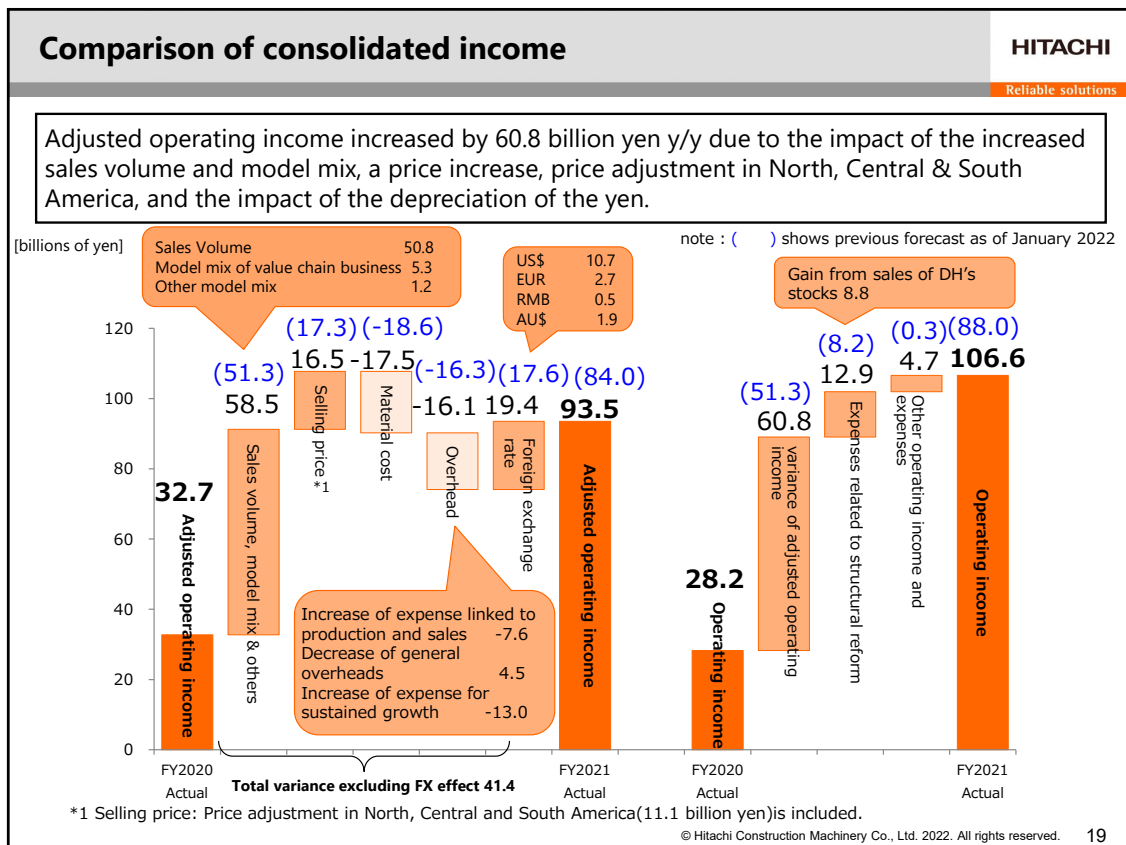 Comparison of consolidated income
HITACHI
Reliable solutions
Adjusted operating income increased by 60.8 billion yen y/y due to the impact of the increased
sales volume and model mix, a price increase, price adjustment in North, Central & South
America, and the impact of the depreciation of the yen.
[billions of yen]
note : (    ) shows previous forecast as of January 2022
Sales Volume 50.8
Model mix of value chain business 5.3
Other model mix 1.2
US$ 10.7
EUR 2.7
RMB 0.5
AU$ 1.9
Gain from sales of DH's
stocks 8.8
120
100
80
60
40
20
0
32.7
Adjusted operating income
(51.3)
58.5
Sales volume, model mix & others
(17.3)
16.5
Selling price *1
(-18.6)
-17.5
Material cost
(-16.3)
-16.1
Overhead
(17.6)
19.4
Foreign exchange
rate
(84.0)
93.5
Adjusted operating income
Increase of expense linked to
production and sales -7.6
Decrease of general
overheads 4.5
Increase of expense for
sustained growth -13.0
28.2
Operating income
(51.3)
60.8
variance of adjusted operating
income
(8.2)
12.9
Expenses related to structural reform
(0.3)
4.7
Other operating income and
expenses
(88.0)
106.6
Operating income
FY2020
Actual
Total variance excluding FX effect 41.4
FY2021
Actual
FY2020
Actual
FY2021
Actual
*1 Selling price: Price adjustment in North, Central and South America(11.1 billion yen)is included.
© Hitachi Construction Machinery Co., Ltd. 2022. All rights reserved. 19